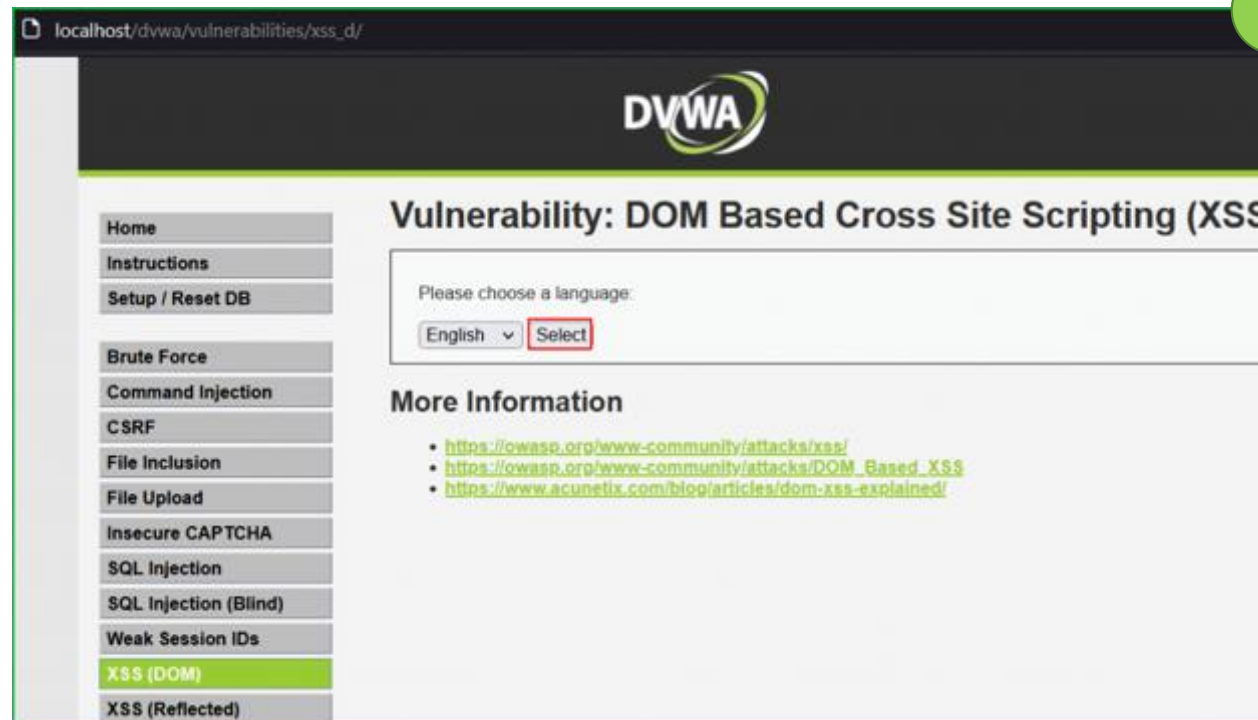 localhost/dvwa/vulnerabilities/xss_d/
DVWA
Home
Instructions
Setup / Reset DB
Brute Force
Command Injection
CSRF
File Inclusion
File Upload
Insecure CAPTCHA
SQL Injection
SQL Injection (Blind)
Weak Session IDs
XSS (DOM)
XSS (Reflected)
Vulnerability: DOM Based Cross Site Scripting (XSS
Please choose a language:
English Select
More Information
https://owasp.org/www-community/attacks/xss/
https://owasp.org/www-community/attacks/DOM_Based_XSS
https://www.acunetix.com/blog/articles/dom-xss-explained/